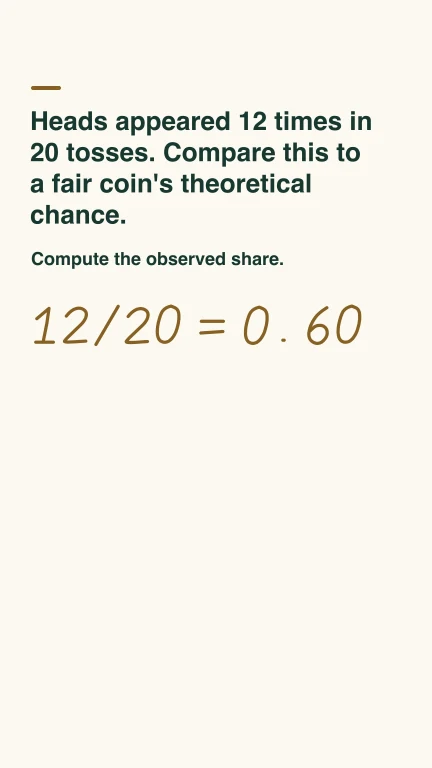 Heads appeared 12 times in
20 tosses. Compare this to
a fair coin's theoretical
chance.
Compute the observed share.
12/20 = 0.60